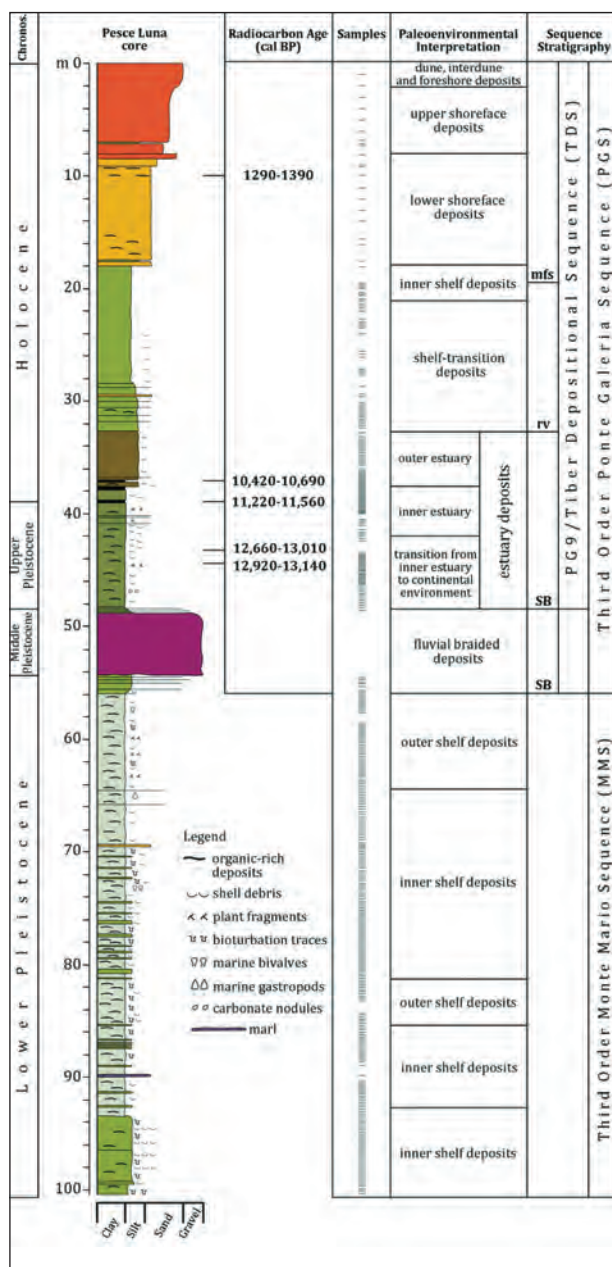 Chronos.
Pesce Luna
core
Radiocarbon Age
(cal BP)
Samples
Paleoenvironmental
Interpretation
Sequence
Stratigraphy
m 0
10
20
30
40
50
60
70
80
90
100
Holocene
Upper
Pleistocene
Middle
Pleistocene
Lower Pleistocene
1290-1390
10,420-10,690
11,220-11,560
12,660-13,010
12,920-13,140
dune, interdune
and foreshore deposits
upper shoreface
deposits
lower shoreface
deposits
inner shelf deposits
shelf-transition
deposits
outer estuary
inner estuary
transition from
inner estuary
to continental
environment
estuary deposits
fluvial braided
deposits
outer shelf deposits
inner shelf deposits
outer shelf deposits
inner shelf deposits
inner shelf deposits
mfs
rv
SB
SB
PG9/Tiber Depositional Sequence (TDS)
Third Order Ponte Galeria Sequence (PGS)
Third Order Monte Mario Sequence (MMS)
Legend
organic-rich
deposits
shell debris
plant fragments
bioturbation traces
marine bivalves
marine gastropods
carbonate nodules
marl
Clay
Silt
Sand
Gravel